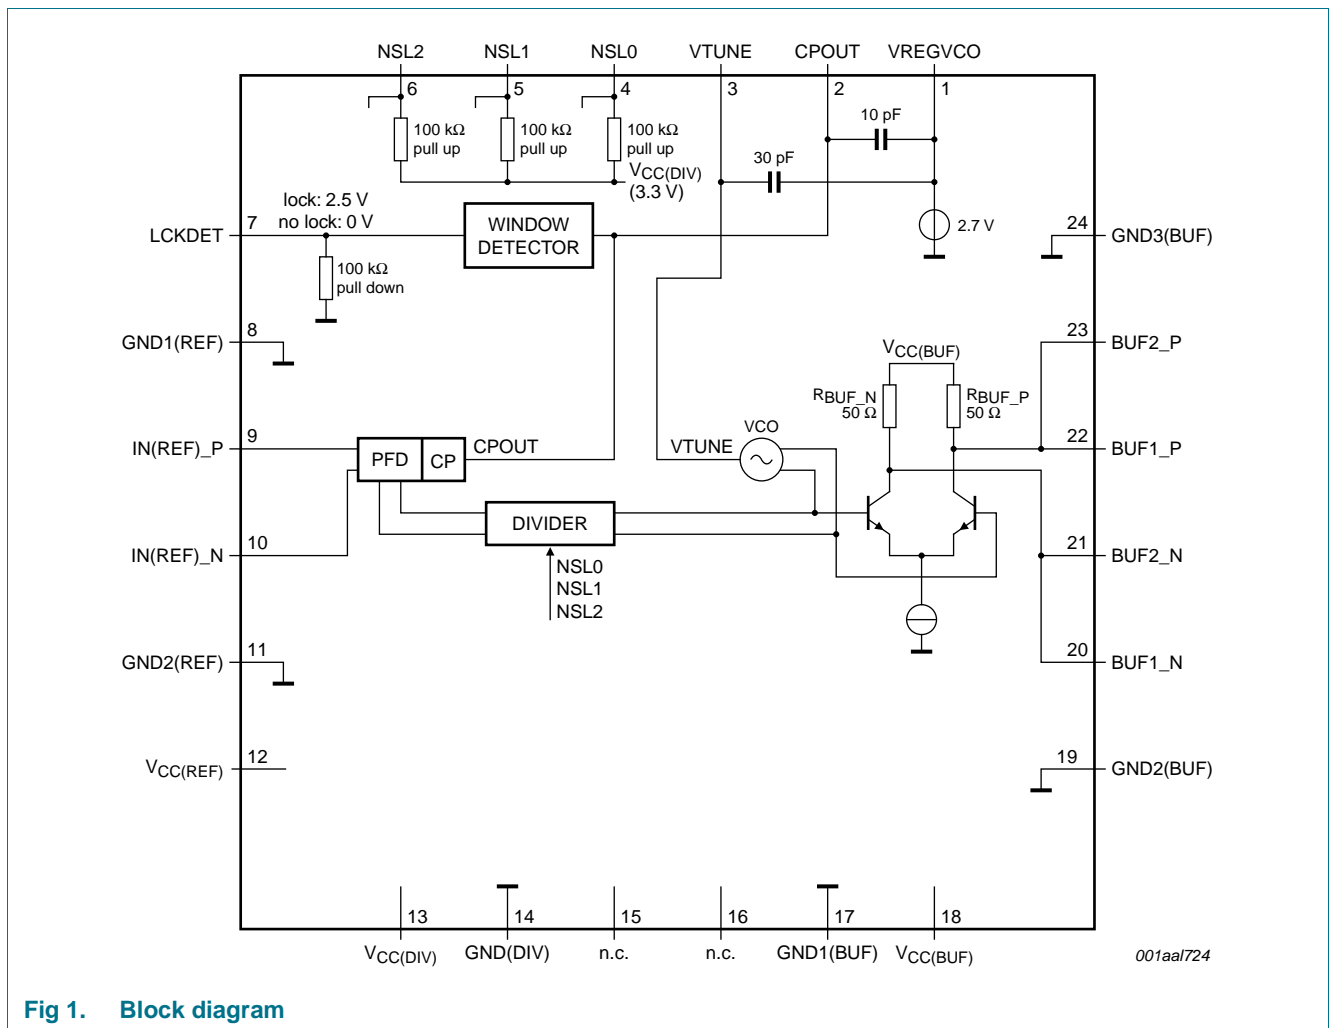 NSL2 NSL1 NSL0 VTUNE CPOUT VREGVCO
6 5 4 3 2 1
10 pF
100 kΩ
pull up
100 kΩ
pull up
100 kΩ
pull up
30 pF
VCC(DIV)
(3.3 V)
lock: 2.5 V
no lock: 0 V
LCKDET 7
WINDOW
DETECTOR
2.7 V
24 GND3(BUF)
100 kΩ
pull down
GND1(REF) 8
23 BUF2_P
VCC(BUF)
RBUF_N
50 Ω
RBUF_P
50 Ω
IN(REF)_P 9
PFD CP
CPOUT
VTUNE
VCO
22 BUF1_P
DIVIDER
IN(REF)_N 10
21 BUF2_N
NSL0
NSL1
NSL2
GND2(REF) 11
20 BUF1_N
VCC(REF) 12
19 GND2(BUF)
13 14 15 16 17 18
VCC(DIV) GND(DIV) n.c. n.c. GND1(BUF) VCC(BUF)
001aal724
Fig 1. Block diagram